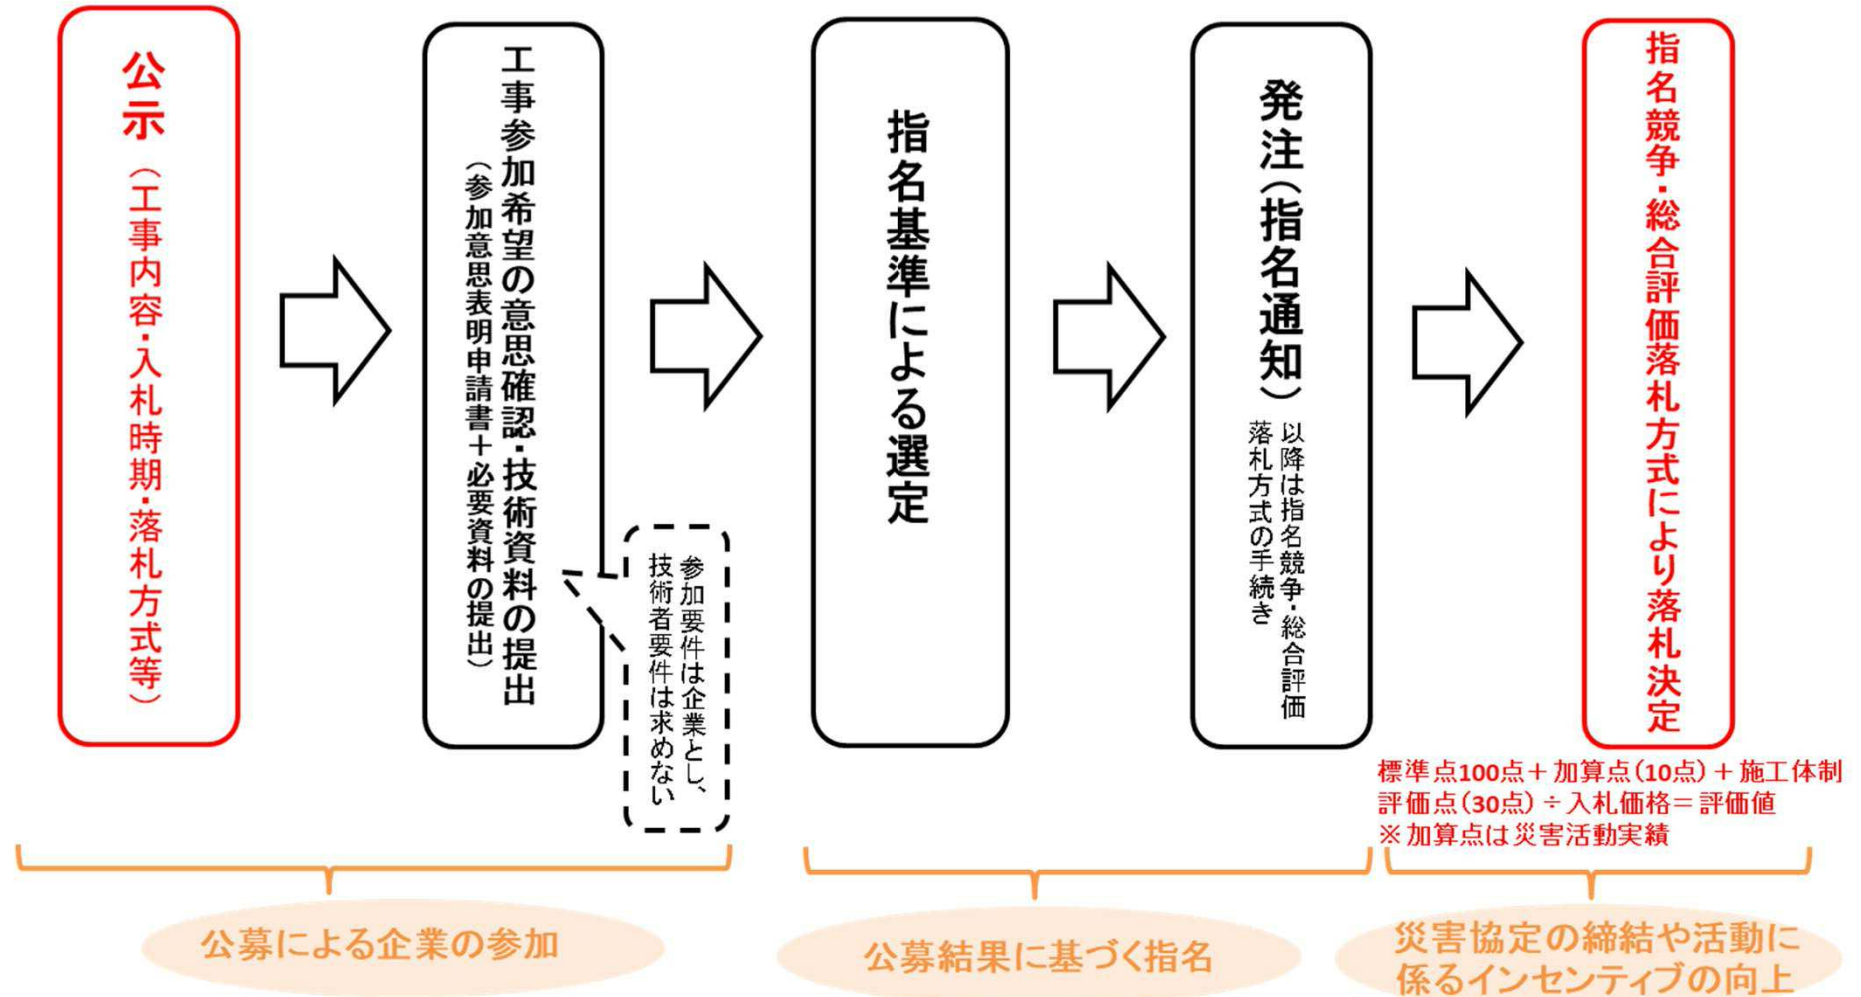 公示（工事内容・入札時期・落札方式等）
工事参加希望の意思確認・技術資料の提出
（参加意思表明申請書＋必要資料の提出）
参加要件は企業とし、
技術者要件は求めない
指名基準による選定
発注（指名通知）
以降は指名競争・総合評価
落札方式の手続き
指名競争・総合評価落札方式により落札決定
標準点100点＋加算点（10点）＋施工体制
評価点（30点）÷入札価格＝評価値
※加算点は災害活動実績
公募による企業の参加
公募結果に基づく指名
災害協定の締結や活動に
係るインセンティブの向上